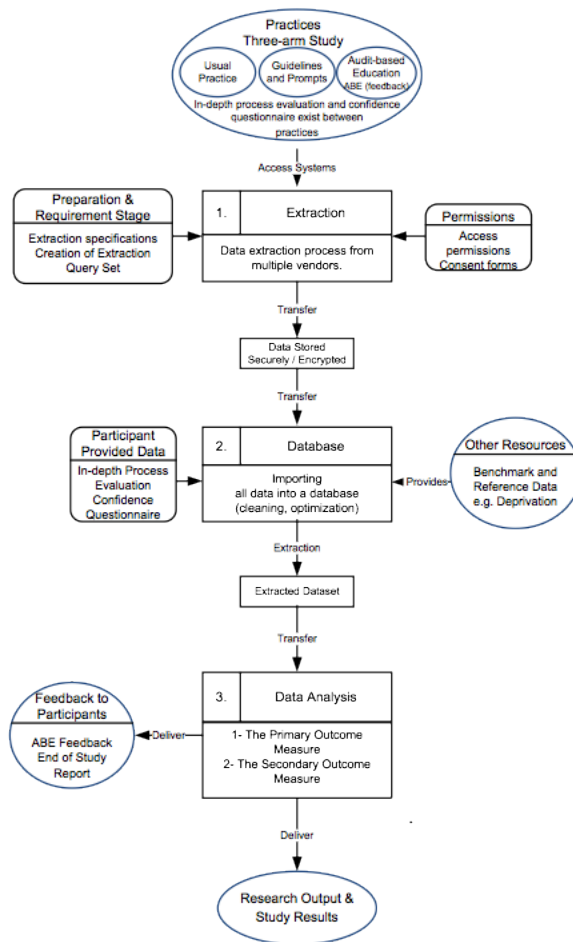 Practices
Three-arm Study
Usual
Practice
Guidelines
and Prompts
Audit-based
Education
ABE (feedback)
In-depth process evaluation and confidence
questionnaire exist between
practices
Access Systems
Preparation &
Requirement Stage
Extraction specifications
Creation of Extraction
Query Set
1.
Extraction
Data extraction process from
multiple vendors.
Permissions
Access
permissions
Consent forms
Transfer
Data Stored
Securely / Encrypted
Transfer
Participant
Provided Data
In-depth Process
Evaluation
Confidence
Questionnaire
2.
Database
Importing
all data into a database
(cleaning, optimization)
Provides
Other Resources
Benchmark and
Reference Data
e.g. Deprivation
Extraction
Extracted Dataset
Transfer
3.
Data Analysis
1- The Primary Outcome
Measure
2- The Secondary Outcome
Measure
Deliver
Feedback to
Participants
ABE Feedback
End of Study
Report
Deliver
Research Output &
Study Results